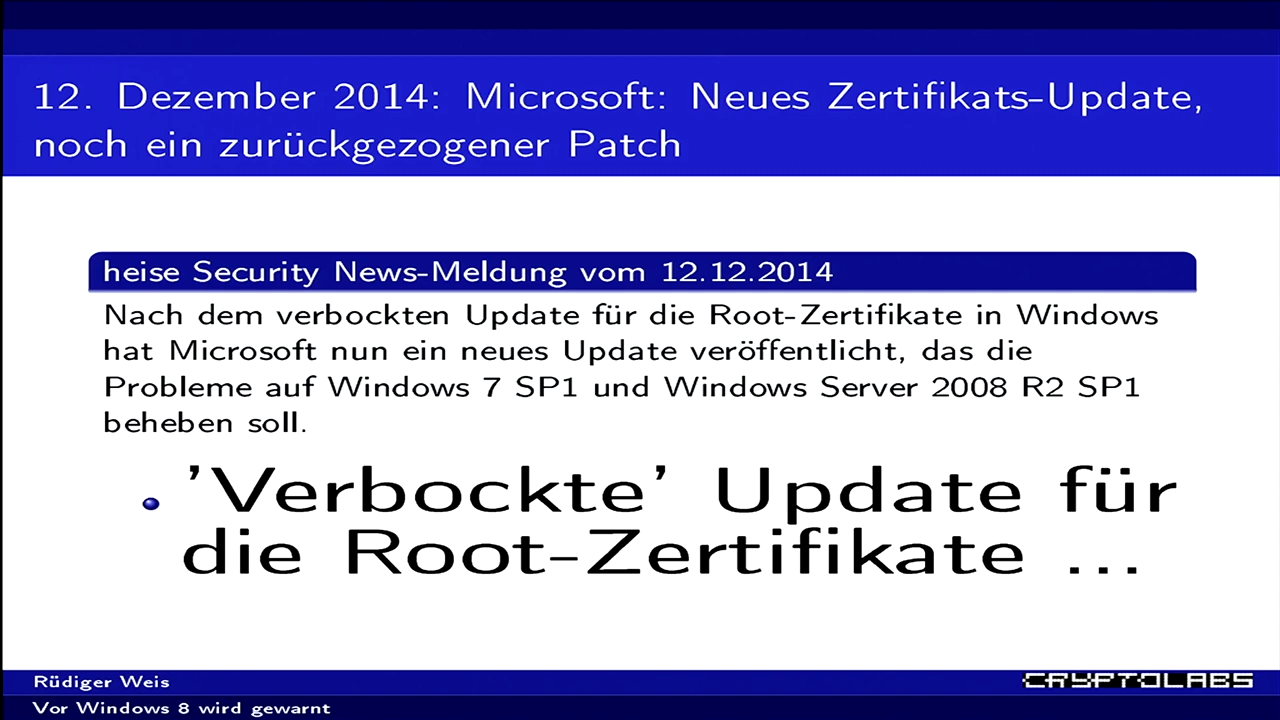 12. Dezember 2014: Microsoft: Neues Zertifikats-Update,
noch ein zurückgezogener Patch
heise Security News-Meldung vom 12.12.2014
Nach dem verbockten Update für die Root-Zertifikate in Windows
hat Microsoft nun ein neues Update veröffentlicht, das die
Probleme auf Windows 7 SP1 und Windows Server 2008 R2 SP1
beheben soll.
'Verbockte' Update für
die Root-Zertifikate ...
Rüdiger Weis
CRYPTOLABS
Vor Windows 8 wird gewarnt